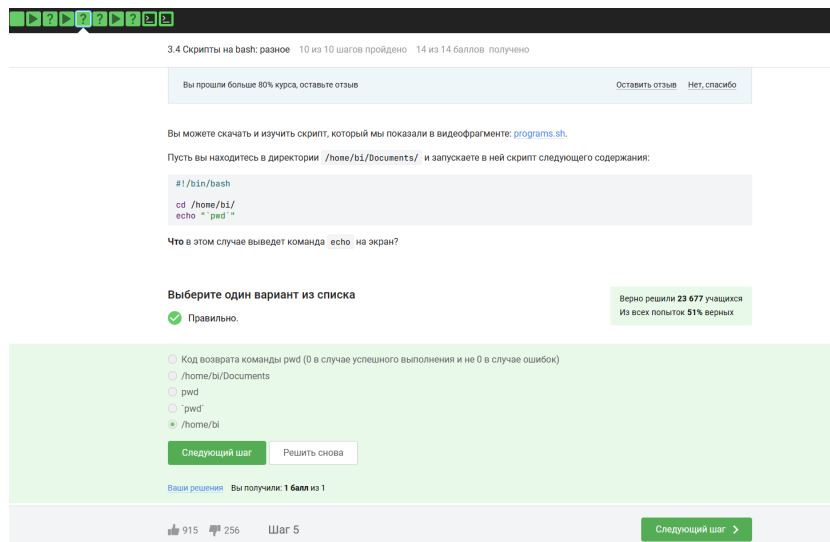 3.4 Скрипты на bash: разное 10 из 10 шагов пройдено 14 из 14 баллов получено
Вы прошли больше 80% курса, оставьте отзыв Оставить отзыв Нет, спасибо
Вы можете скачать и изучить скрипт, который мы показали в видеофрагменте: programs.sh.
Пусть вы находитесь в директории /home/bi/Documents/ и запускаете в ней скрипт следующего содержания:
#!/bin/bash
cd /home/bi/
echo "`pwd`"
Что в этом случае выведет команда echo на экран?
Выберите один вариант из списка
Правильно.
Верно решили 23 677 учащихся
Из всех попыток 51% верных
Код возврата команды pwd (0 в случае успешного выполнения и не 0 в случае ошибок)
/home/bi/Documents
pwd
`pwd`
/home/bi
Следующий шаг Решить снова
Ваши решения Вы получили: 1 балл из 1
915 256 Шаг 5 Следующий шаг